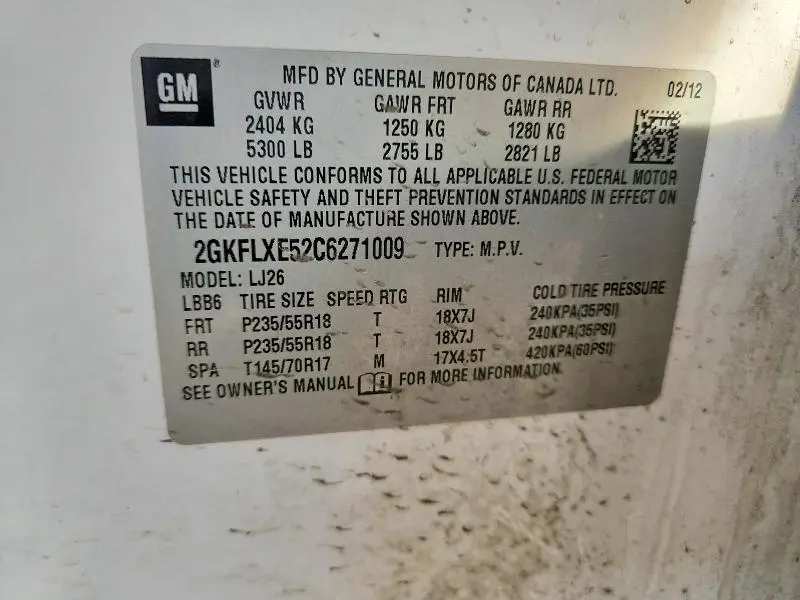 GM® MFD BY GENERAL MOTORS OF CANADA LTD. 02/12
GVWR GAWR FRT GAWR RR
2404 KG 1250 KG 1280 KG
5300 LB 2755 LB 2821 LB
THIS VEHICLE CONFORMS TO ALL APPLICABLE U.S. FEDERAL MOTOR
VEHICLE SAFETY AND THEFT PREVENTION STANDARDS IN EFFECT ON
THE DATE OF MANUFACTURE SHOWN ABOVE.
2GKFLXE52C6271009 TYPE: M.P.V.
MODEL: LJ26
LBB6 TIRE SIZE SPEED RTG RIM COLD TIRE PRESSURE
FRT P235/55R18 T 18X7J 240KPA(35PSI)
RR P235/55R18 T 18X7J 240KPA(35PSI)
SPA T145/70R17 M 17X4.5T 420KPA(60PSI)
SEE OWNER'S MANUAL FOR MORE INFORMATION.